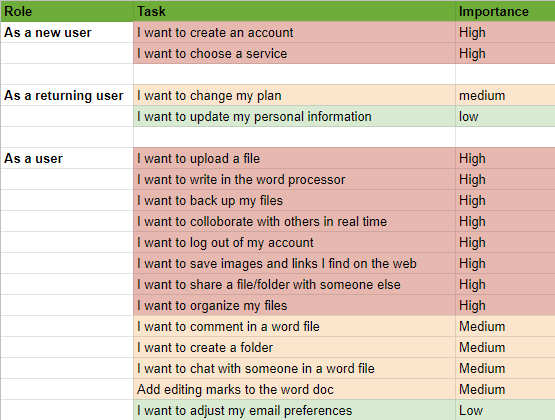 Role Task Importance
As a new user I want to create an account High
I want to choose a service High
As a returning user I want to change my plan medium
I want to update my personal information low
As a user I want to upload a file High
I want to write in the word processor High
I want to back up my files High
I want to colloborate with others in real time High
I want to log out of my account High
I want to save images and links I find on the web High
I want to share a file/folder with someone else High
I want to organize my files High
I want to comment in a word file Medium
I want to create a folder Medium
I want to chat with someone in a word file Medium
Add editing marks to the word doc Medium
I want to adjust my email preferences Low